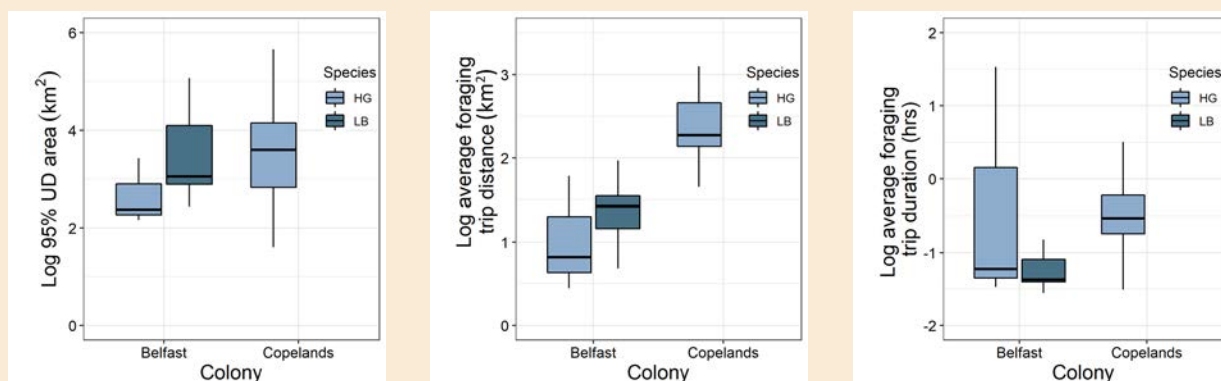 Log 95% UD area (km²)
6
4
2
0
Belfast
Copelands
Colony
Species
HG
LB
Log average foraging
trip distance (km²)
3
2
1
0
Belfast
Copelands
Colony
Species
HG
LB
Log average foraging
trip duration (hrs)
2
1
0
-1
-2
Belfast
Copelands
Colony
Species
HG
LB